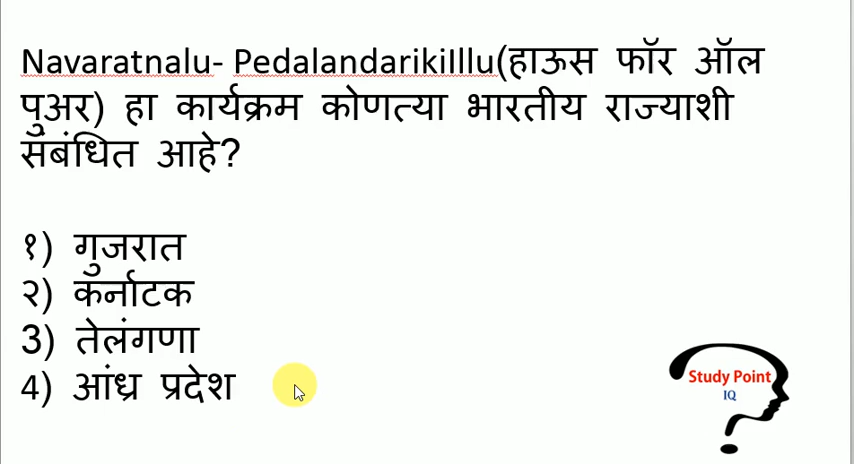 Navaratnalu- PedalandarikiIllu(हाऊस फॉर ऑल
पुअर) हा कार्यक्रम कोणत्या भारतीय राज्याशी
संबंधित आहे?
१) गुजरात
२) कर्नाटक
3) तेलंगणा
4) आंध्र प्रदेश
Study Point
IQ